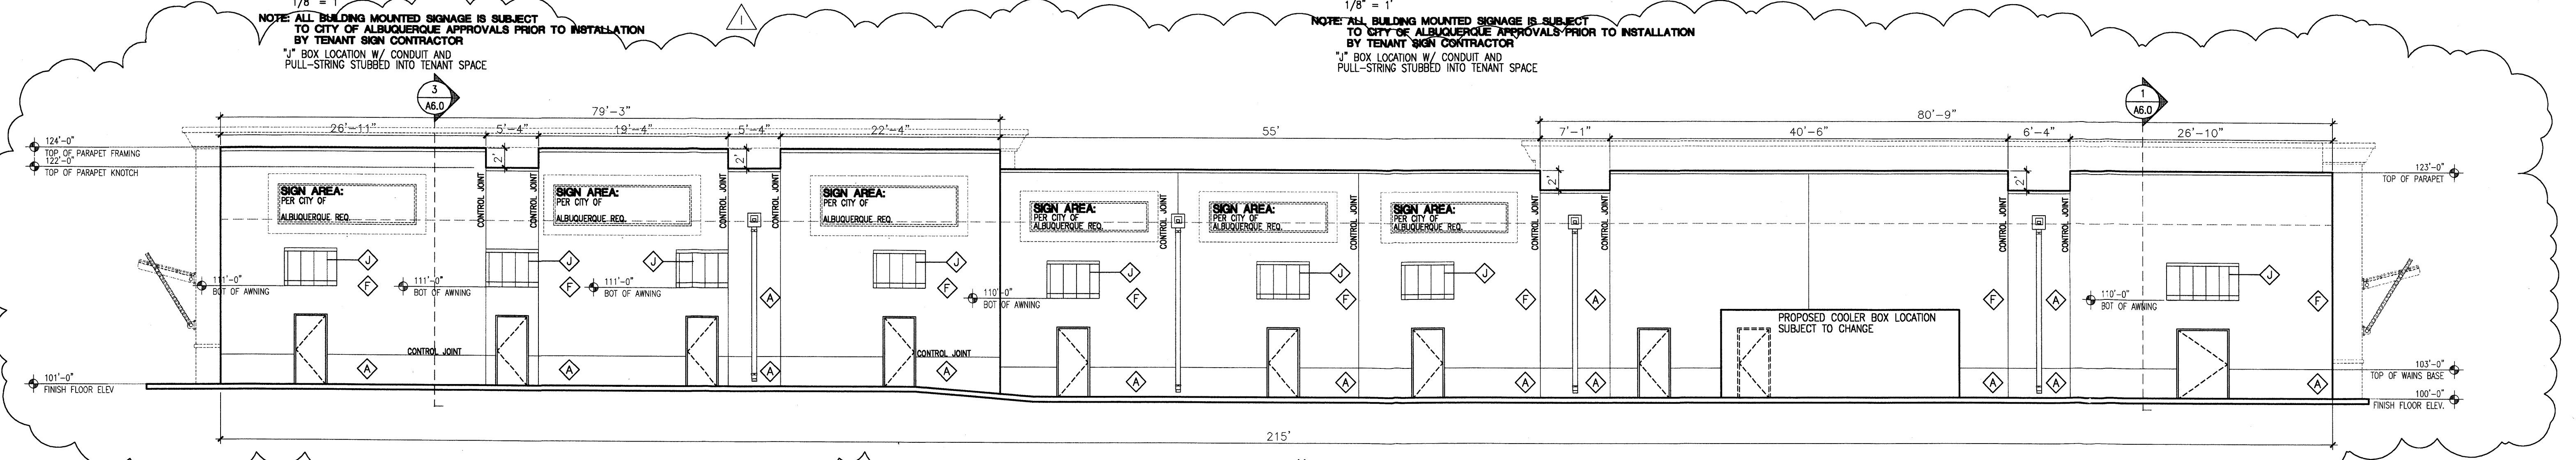 1/8" = 1'
NOTE: ALL BUILDING MOUNTED SIGNAGE IS SUBJECT
TO CITY OF ALBUQUERQUE APPROVALS PRIOR TO INSTALLATION
BY TENANT SIGN CONTRACTOR
"J" BOX LOCATION W/ CONDUIT AND
PULL-STRING STUBBED INTO TENANT SPACE
1
1/8" = 1'
NOTE: ALL BUILDING MOUNTED SIGNAGE IS SUBJECT
TO CITY OF ALBUQUERQUE APPROVALS PRIOR TO INSTALLATION
BY TENANT SIGN CONTRACTOR
"J" BOX LOCATION W/ CONDUIT AND
PULL-STRING STUBBED INTO TENANT SPACE
3
A6.0
1
A6.0
79'-3"
80'-9"
26'-11"
5'-4"
19'-4"
5'-4"
22'-4"
55'
7'-1"
40'-6"
6'-4"
26'-10"
124'-0"
TOP OF PARAPET FRAMING
122'-0"
TOP OF PARAPET KNOTCH
2'
2'
2'
2'
123'-0"
TOP OF PARAPET
SIGN AREA:
PER CITY OF
ALBUQUERQUE REQ.
SIGN AREA:
PER CITY OF
ALBUQUERQUE REQ.
SIGN AREA:
PER CITY OF
ALBUQUERQUE REQ.
SIGN AREA:
PER CITY OF
ALBUQUERQUE REQ.
SIGN AREA:
PER CITY OF
ALBUQUERQUE REQ.
SIGN AREA:
PER CITY OF
ALBUQUERQUE REQ.
CONTROL JOINT
CONTROL JOINT
CONTROL JOINT
CONTROL JOINT
CONTROL JOINT
CONTROL JOINT
CONTROL JOINT
CONTROL JOINT
CONTROL JOINT
CONTROL JOINT
J
J
J
J
J
J
J
J
F
F
F
F
F
F
F
F
F
A
A
A
111'-0"
BOT OF AWNING
111'-0"
BOT OF AWNING
111'-0"
BOT OF AWNING
110'-0"
BOT OF AWNING
110'-0"
BOT OF AWNING
PROPOSED COOLER BOX LOCATION
SUBJECT TO CHANGE
CONTROL JOINT
CONTROL JOINT
A
A
A
A
A
A
A
A
A
A
A
101'-0"
FINISH FLOOR ELEV
103'-0"
TOP OF WAINS BASE
100'-0"
FINISH FLOOR ELEV.
215'